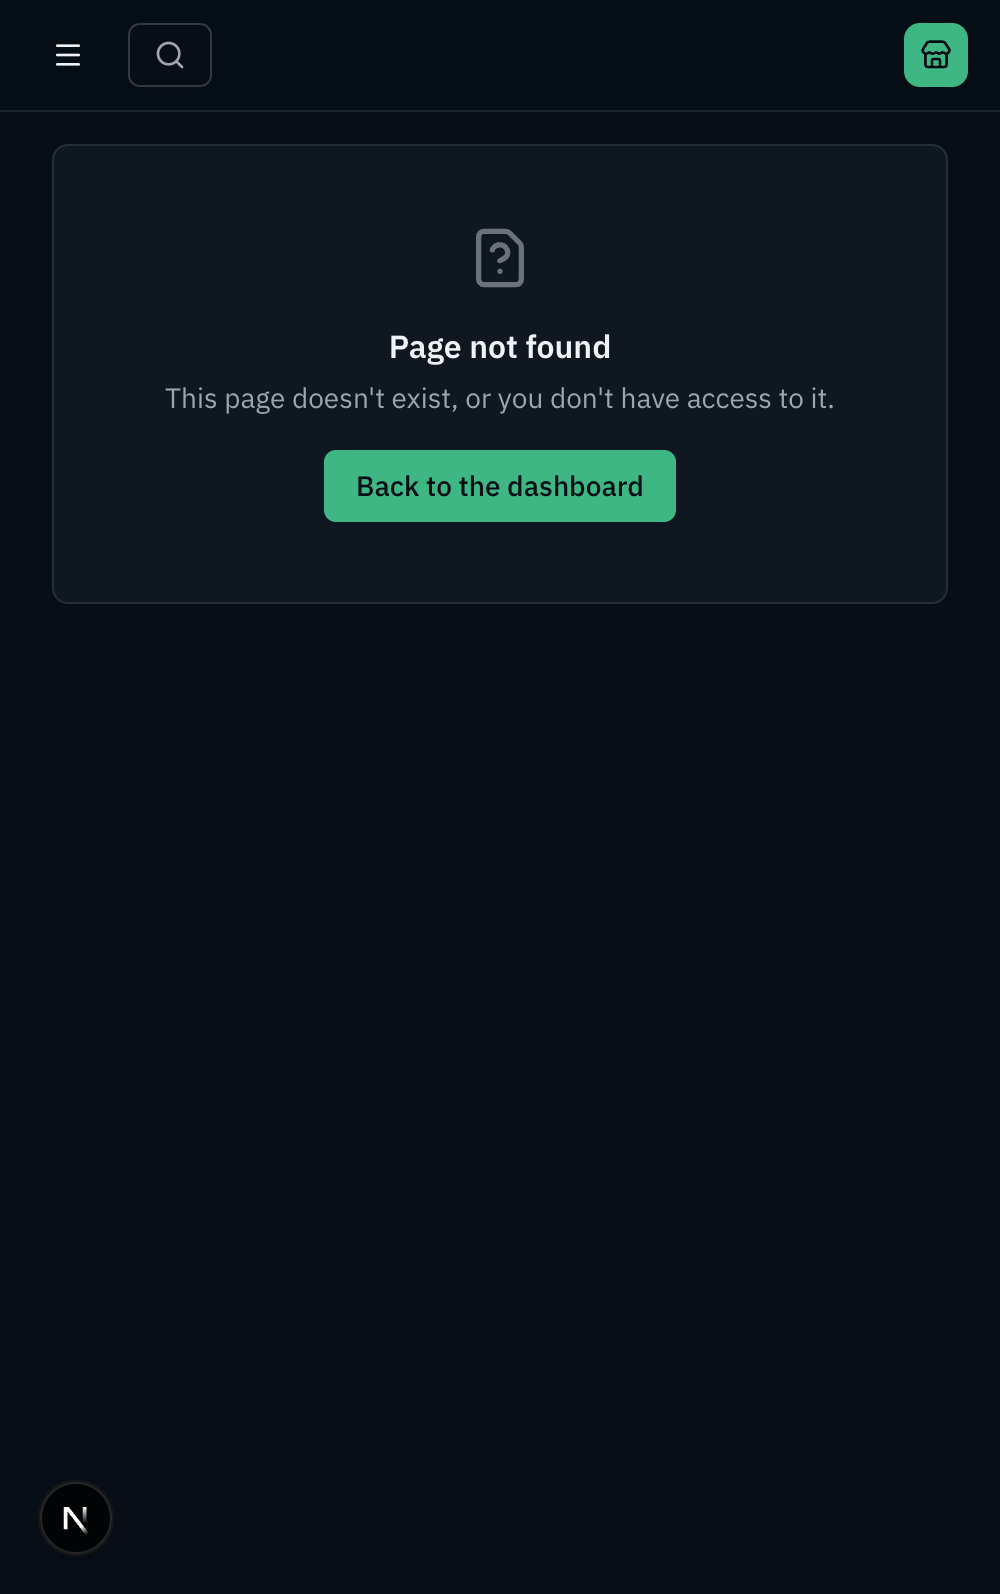 Page not found
This page doesn't exist, or you don't have access to it.
Back to the dashboard
N